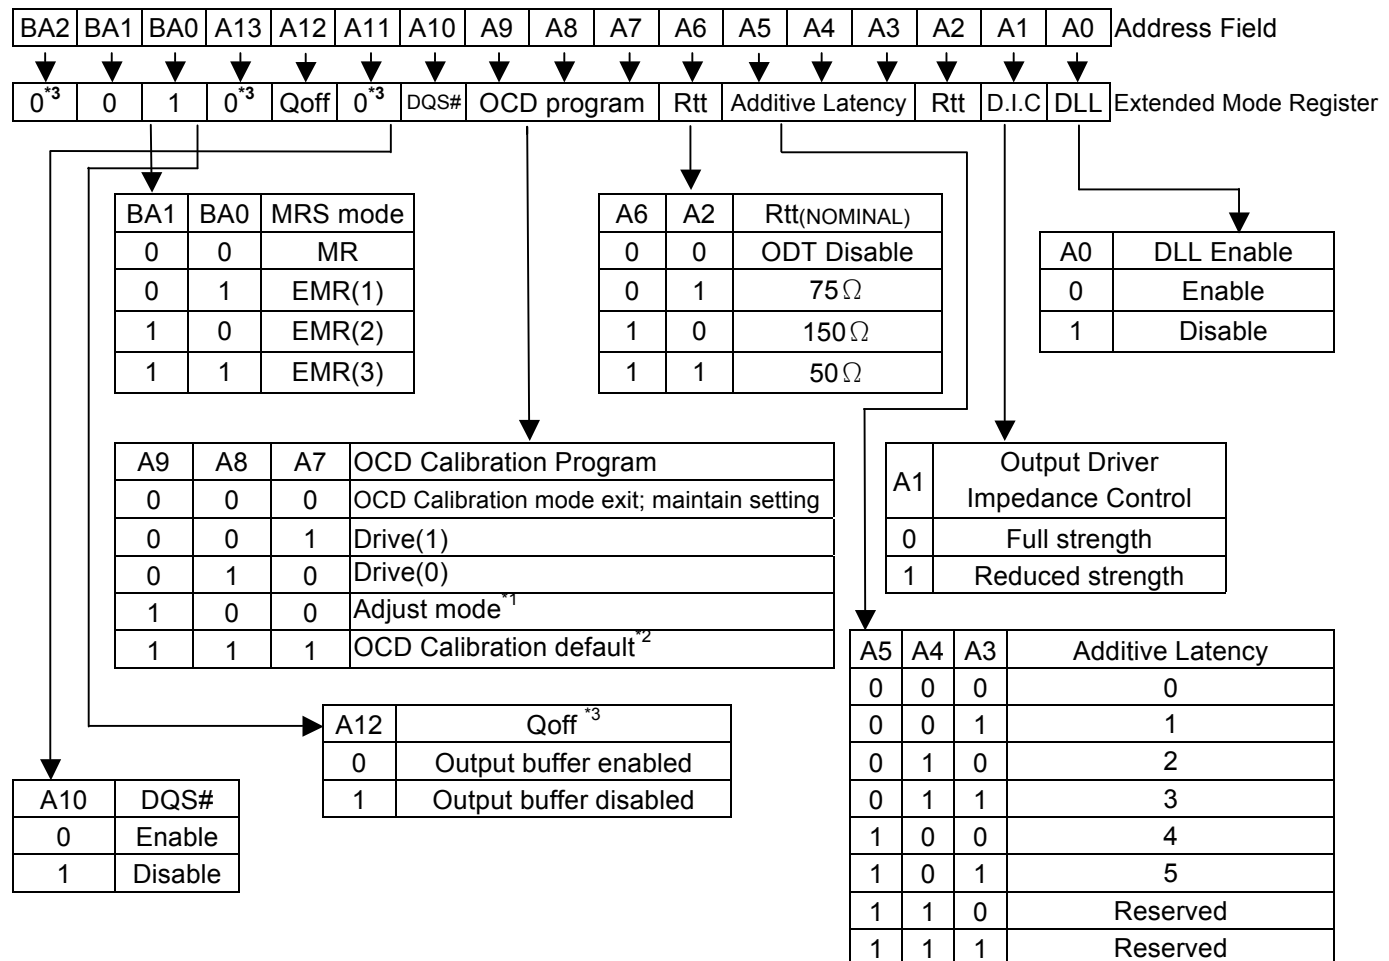 BA2 BA1 BA0 A13 A12 A11 A10 A9 A8 A7 A6 A5 A4 A3 A2 A1 A0 Address Field
0*3 0 1 0*3 Qoff 0*3 DQS# OCD program Rtt Additive Latency Rtt D.I.C DLL Extended Mode Register
BA1 BA0 MRS mode
0 0 MR
0 1 EMR(1)
1 0 EMR(2)
1 1 EMR(3)
A6 A2 Rtt(NOMINAL)
0 0 ODT Disable
0 1 75Ω
1 0 150Ω
1 1 50Ω
A0 DLL Enable
0 Enable
1 Disable
A9 A8 A7 OCD Calibration Program
0 0 0 OCD Calibration mode exit; maintain setting
0 0 1 Drive(1)
0 1 0 Drive(0)
1 0 0 Adjust mode*1
1 1 1 OCD Calibration default*2
A1 Output Driver
Impedance Control
0 Full strength
1 Reduced strength
A12 Qoff *3
0 Output buffer enabled
1 Output buffer disabled
A10 DQS#
0 Enable
1 Disable
A5 A4 A3 Additive Latency
0 0 0 0
0 0 1 1
0 1 0 2
0 1 1 3
1 0 0 4
1 0 1 5
1 1 0 Reserved
1 1 1 Reserved